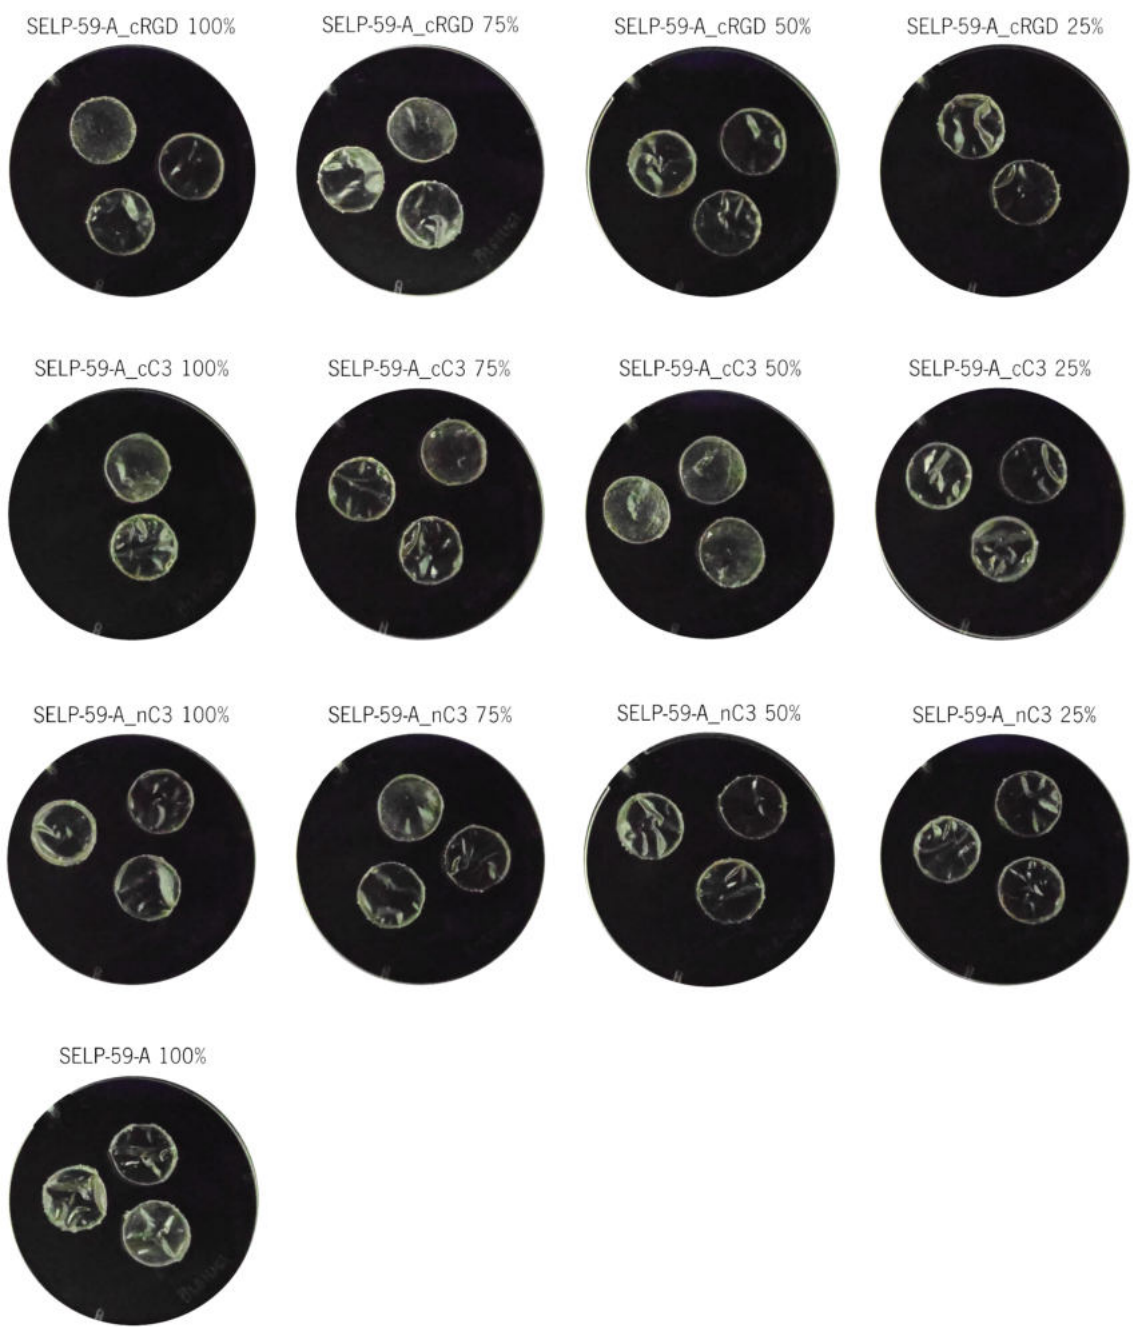 SELP-59-A_cRGD 100%
SELP-59-A_cRGD 75%
SELP-59-A_cRGD 50%
SELP-59-A_cRGD 25%
SELP-59-A_cC3 100%
SELP-59-A_cC3 75%
SELP-59-A_cC3 50%
SELP-59-A_cC3 25%
SELP-59-A_nC3 100%
SELP-59-A_nC3 75%
SELP-59-A_nC3 50%
SELP-59-A_nC3 25%
SELP-59-A 100%